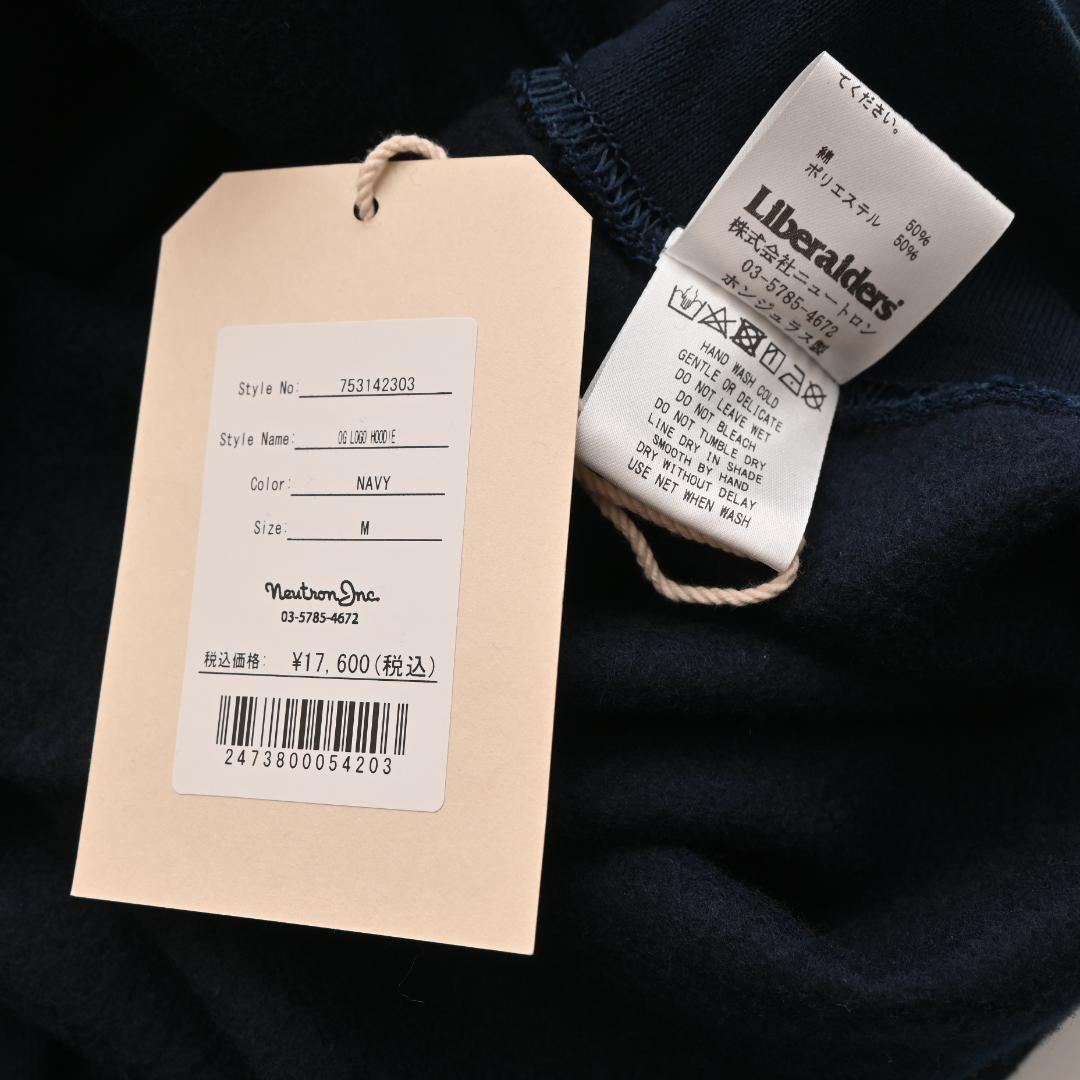 Style No: 753142303
Style Name: OG LOGO HOODIE
Color: NAVY
Size: M
Neutron Inc.
03-5785-4672
税込価格: ¥17,600(税込)
2473800054203
てください。
綿 50%
ポリエステル 50%
Liberaiders
株式会社ニュートロン
03-5785-4672
ホンジュラス製
HAND WASH COLD
GENTLE OR DELICATE
DO NOT LEAVE WET
DO NOT BLEACH
DO NOT TUMBLE DRY
LINE DRY IN SHADE
SMOOTH BY HAND
DRY WITHOUT DELAY
USE NET WHEN WASH